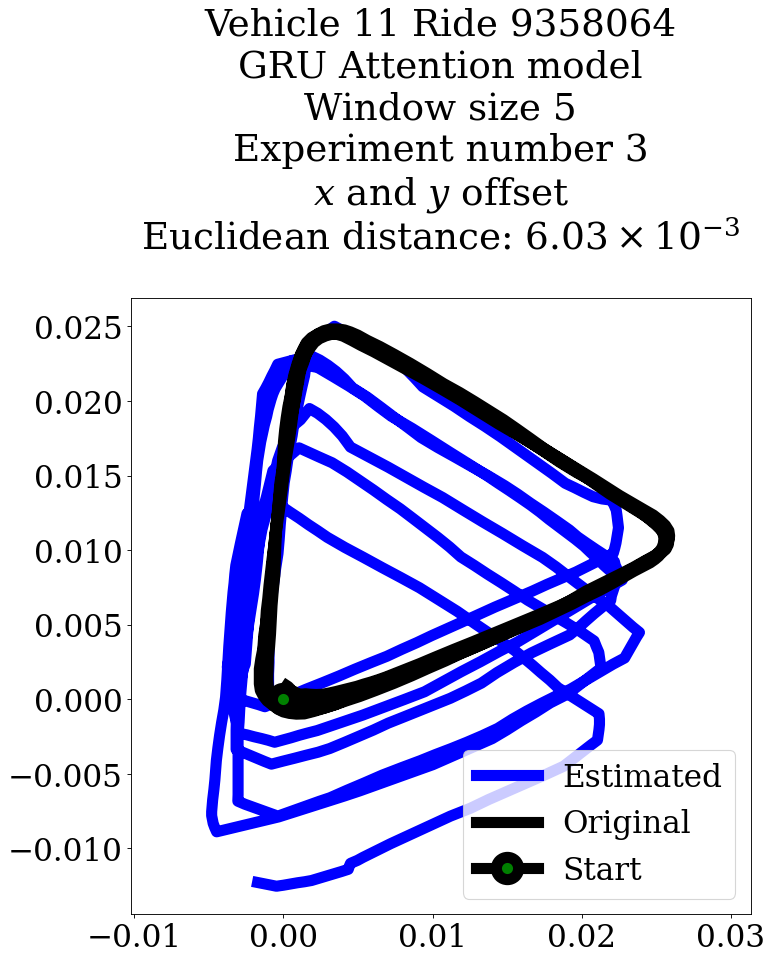 Vehicle 11 Ride 9358064
GRU Attention model
Window size 5
Experiment number 3
x and y offset
Euclidean distance: 6.03 × 10⁻³
0.025
0.020
0.015
0.010
0.005
0.000
−0.005
−0.010
Estimated
Original
Start
−0.01 0.00 0.01 0.02 0.03